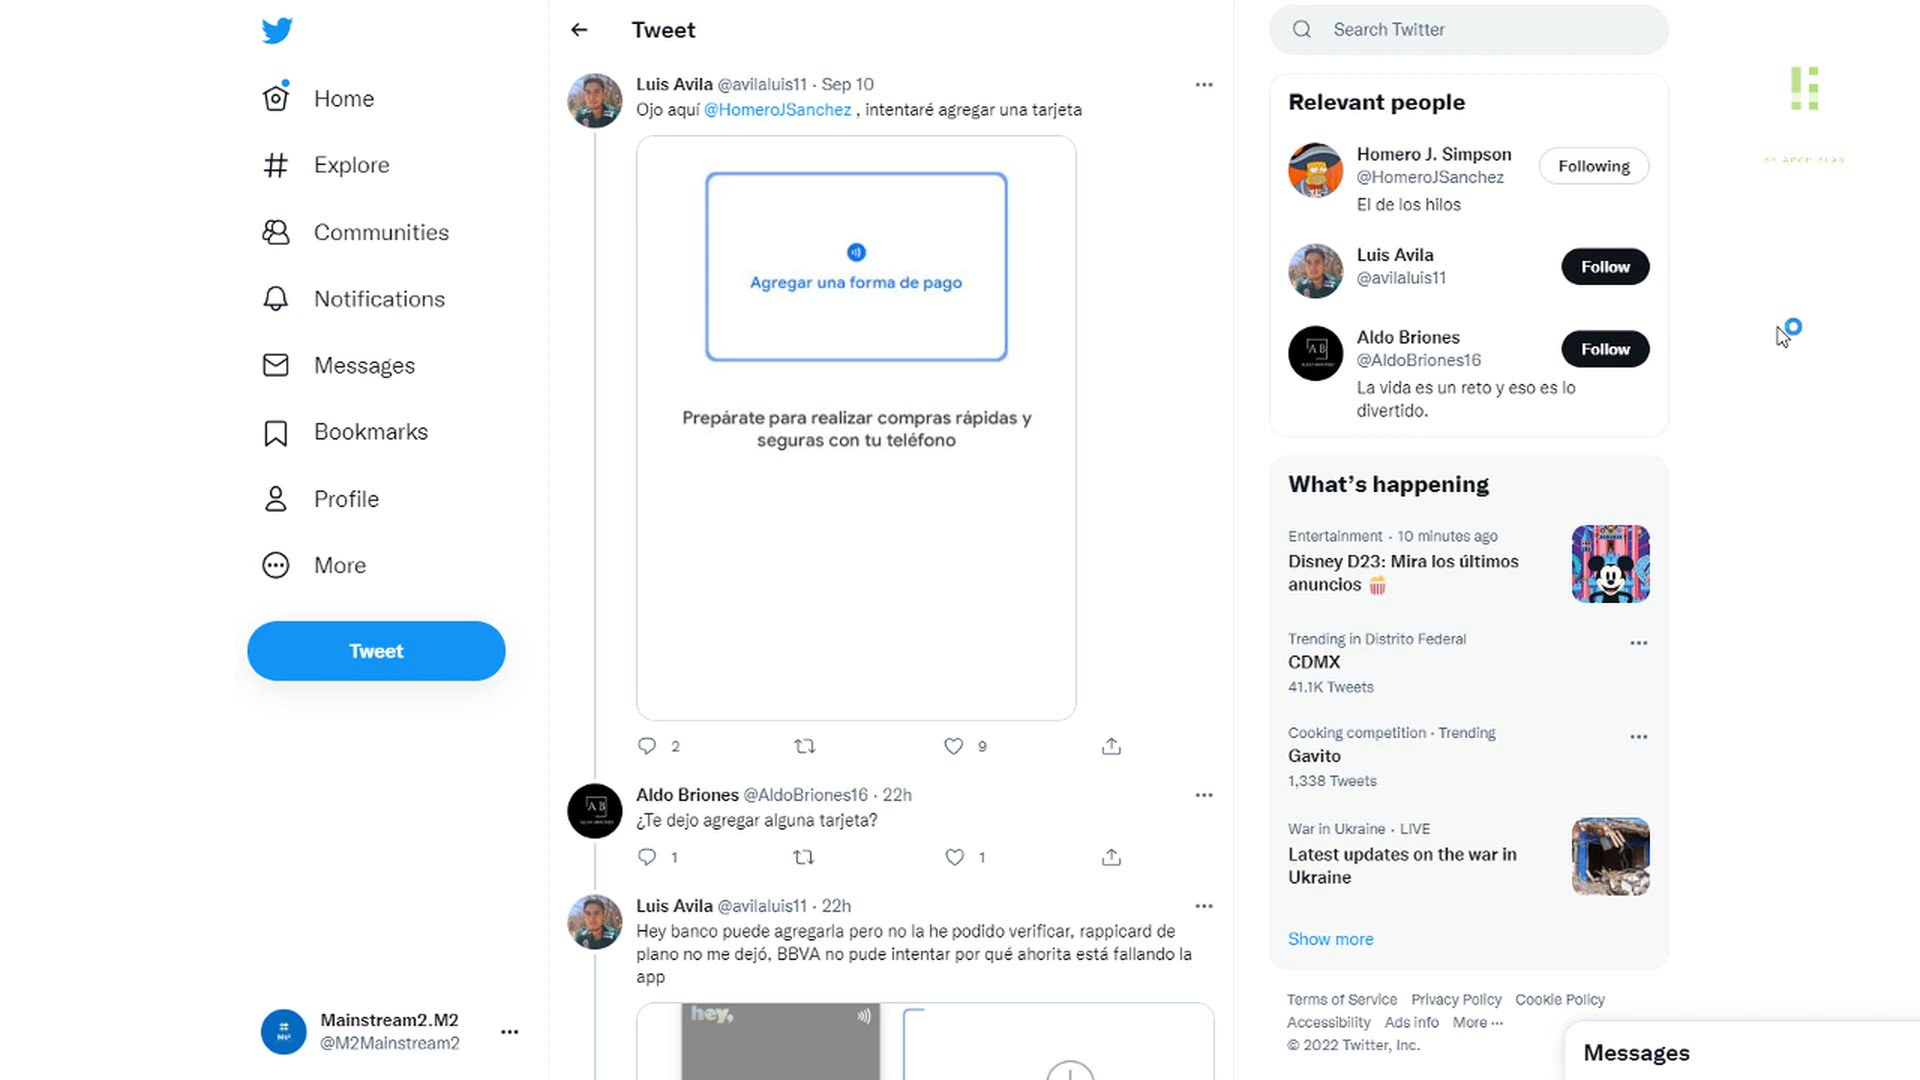 Home
Explore
Communities
Notifications
Messages
Bookmarks
Profile
More
Tweet
Mainstream2.M2
@M2Mainstream2
Tweet
Luis Avila @avilaluis11 · Sep 10
Ojo aquí @HomeroJSanchez , intentaré agregar una tarjeta
Agregar una forma de pago
Prepárate para realizar compras rápidas y
seguras con tu teléfono
2
9
Aldo Briones @AldoBriones16 · 22h
¿Te dejo agregar alguna tarjeta?
1
1
Luis Avila @avilaluis11 · 22h
Hey banco puede agregarla pero no la he podido verificar, rappicard de
plano no me dejó, BBVA no pude intentar por qué ahorita está fallando la
app
hey,
Search Twitter
Relevant people
Homero J. Simpson
@HomeroJSanchez
Following
El de los hilos
Luis Avila
@avilaluis11
Follow
Aldo Briones
@AldoBriones16
Follow
La vida es un reto y eso es lo
divertido.
What's happening
Entertainment · 10 minutes ago
Disney D23: Mira los últimos
anuncios 🍿
Trending in Distrito Federal
CDMX
41.1K Tweets
Cooking competition · Trending
Gavito
1,338 Tweets
War in Ukraine · LIVE
Latest updates on the war in
Ukraine
Show more
Terms of Service Privacy Policy Cookie Policy
Accessibility Ads info More ···
© 2022 Twitter, Inc.
Messages